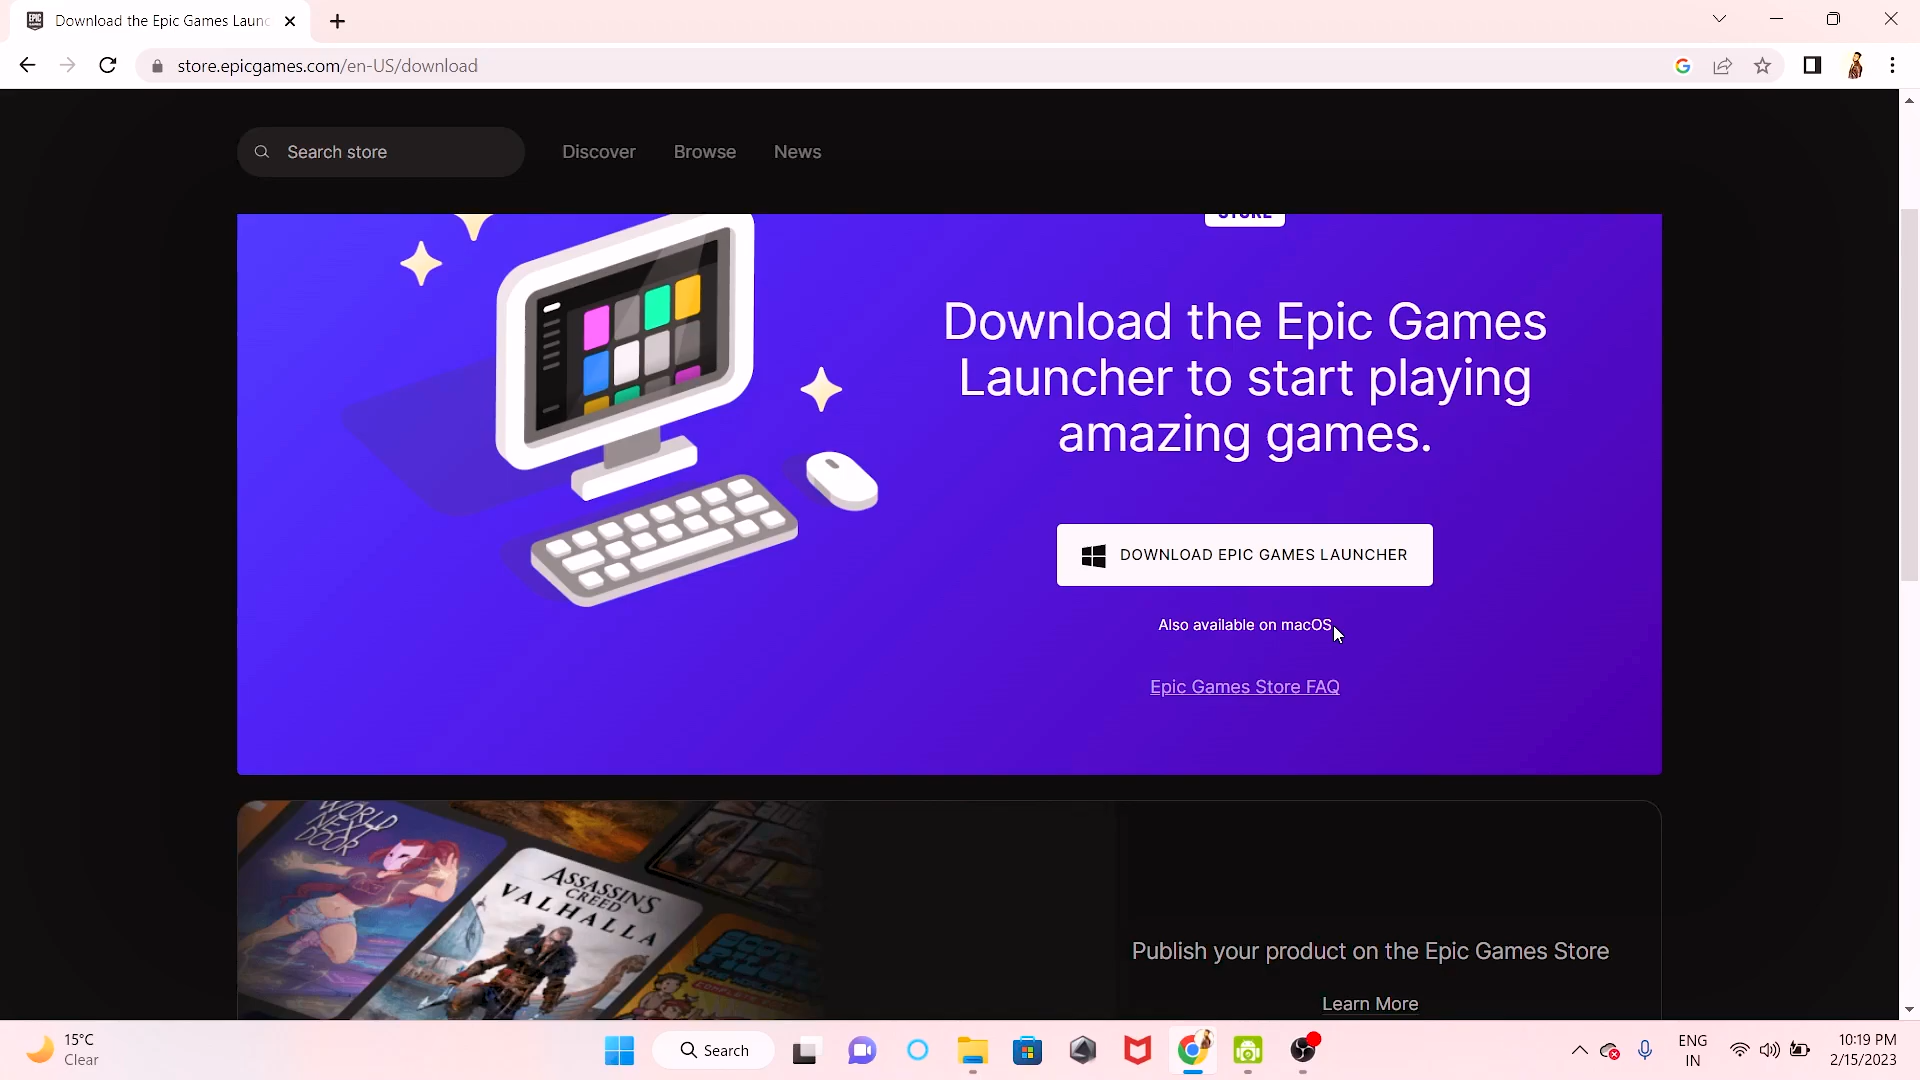 Download the Epic Games Launc
store.epicgames.com/en-US/download
Search store
Discover
Browse
News
STORE
Download the Epic Games
Launcher to start playing
amazing games.
DOWNLOAD EPIC GAMES LAUNCHER
Also available on macOS
Epic Games Store FAQ
WORLD
NEXT
DOOR
ASSASSIN'S
CREED
VALHALLA
Publish your product on the Epic Games Store
Learn More
15°C
Clear
Search
ENG
IN
10:19 PM
2/15/2023